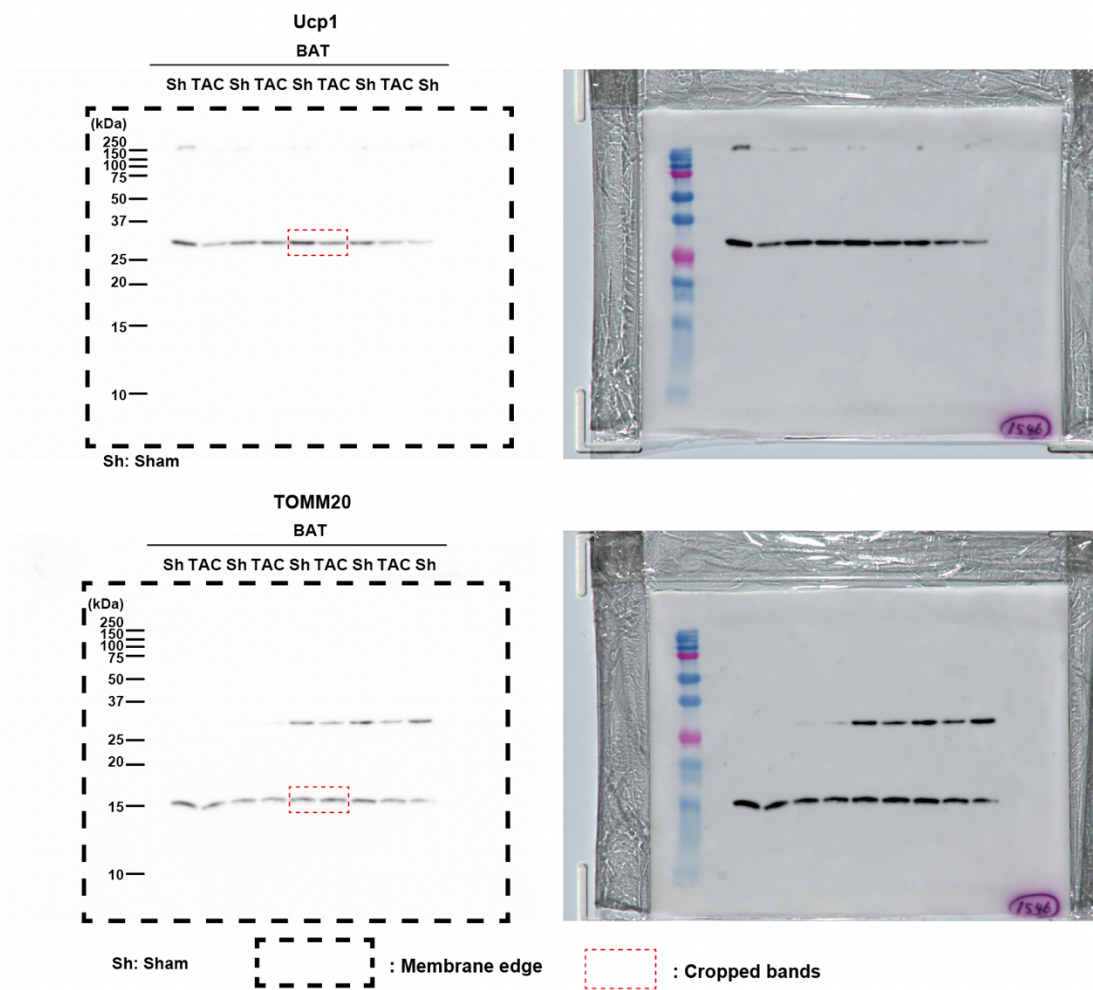 Ucp1
BAT
Sh TAC Sh TAC Sh TAC Sh TAC Sh
(kDa)
250
150
100
75
50
37
25
20
15
10
1546
Sh: Sham
TOMM20
BAT
Sh TAC Sh TAC Sh TAC Sh TAC Sh
(kDa)
250
150
100
75
50
37
25
20
15
10
1546
Sh: Sham
: Membrane edge
: Cropped bands